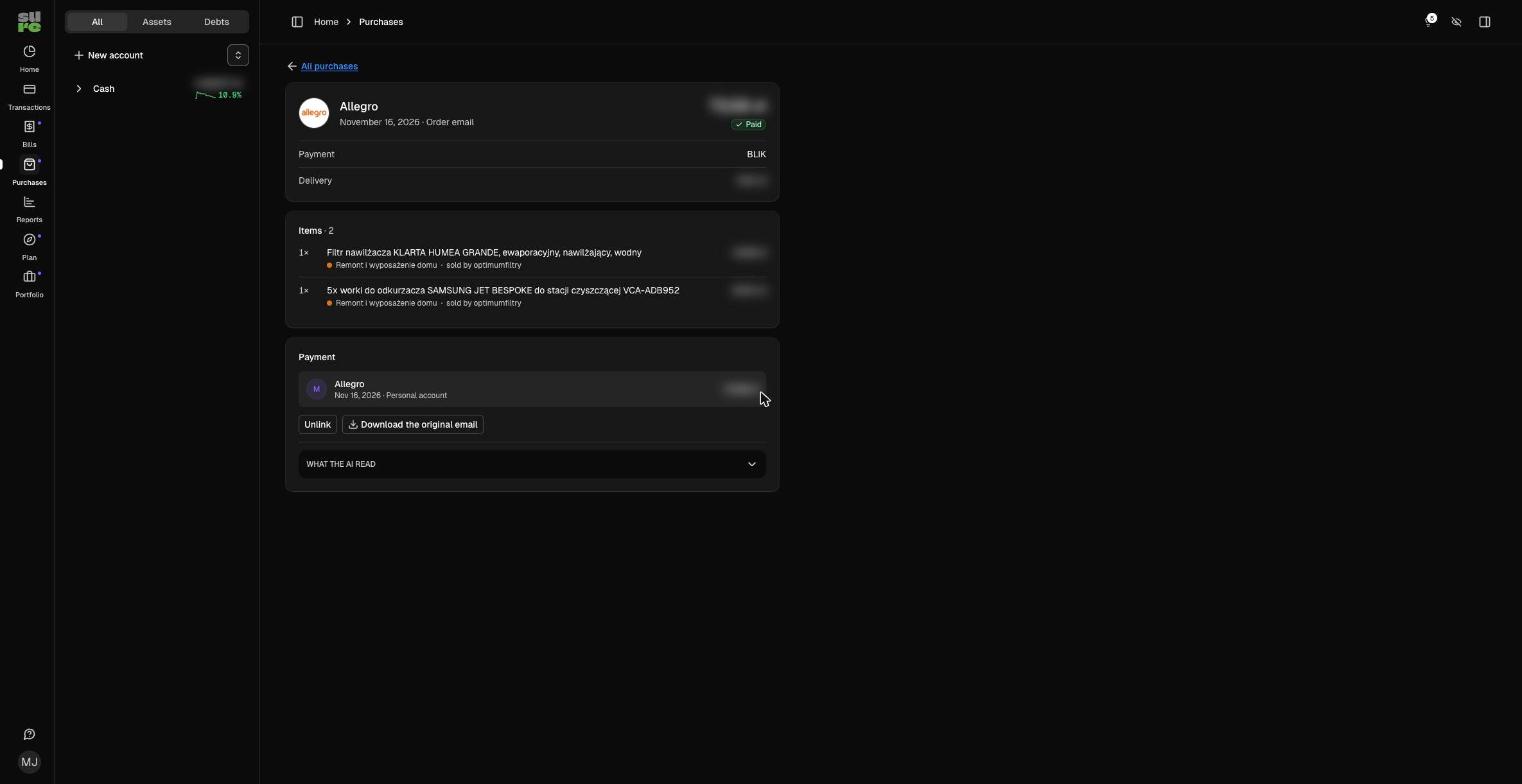 sure
All
Assets
Debts
New account
Cash
10.9%
Home
Transactions
Bills
Purchases
Reports
Plan
Portfolio
MJ
Home > Purchases
6
All purchases
allegro
Allegro
November 16, 2026 · Order email
✓ Paid
Payment
BLIK
Delivery
Items · 2
1× Filtr nawilżacza KLARTA HUMEA GRANDE, ewaporacyjny, nawilżający, wodny
Remont i wyposażenie domu · sold by optimumfiltry
1× 5x worki do odkurzacza SAMSUNG JET BESPOKE do stacji czyszczącej VCA-ADB952
Remont i wyposażenie domu · sold by optimumfiltry
Payment
M
Allegro
Nov 16, 2026 · Personal account
Unlink
Download the original email
WHAT THE AI READ